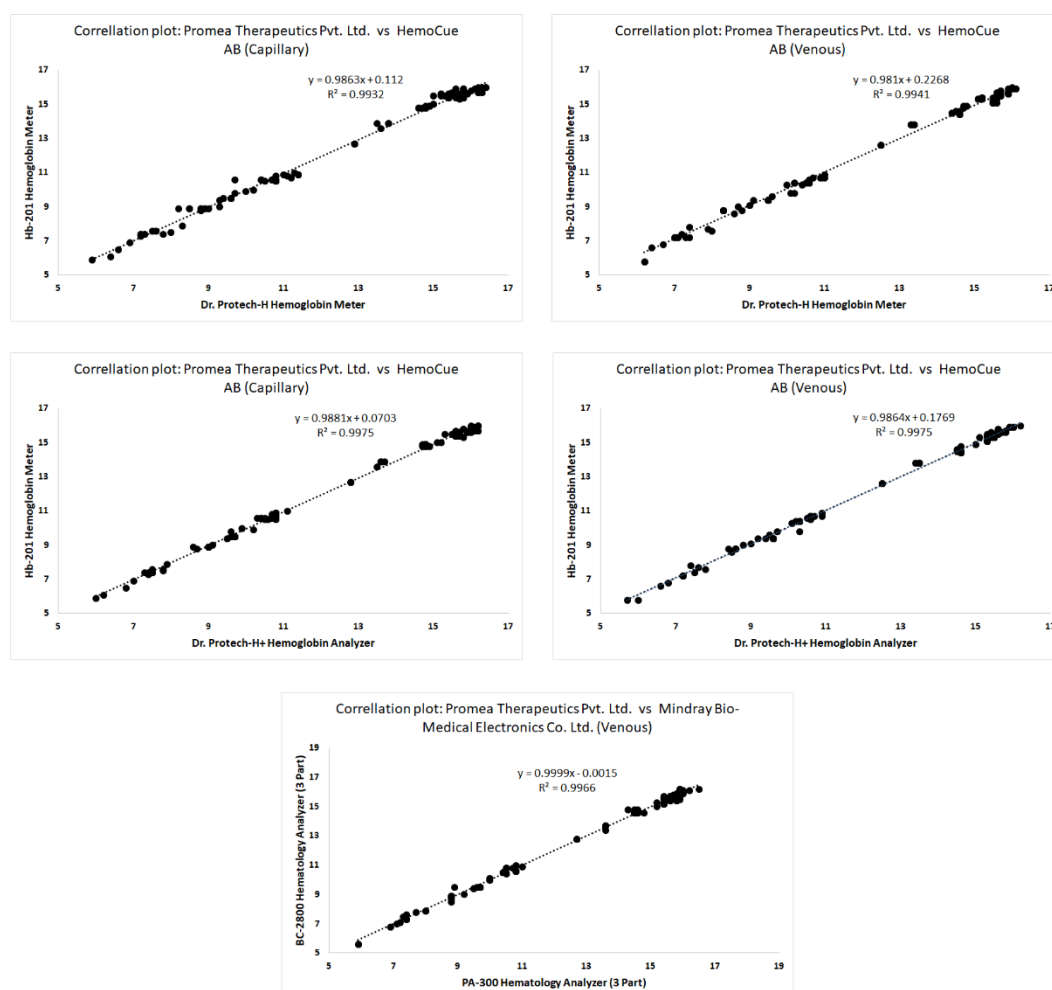 Correllation plot: Promea Therapeutics Pvt. Ltd. vs HemoCue
AB (Capillary)
y = 0.9863x + 0.112
R² = 0.9932
Hb-201 Hemoglobin Meter
17
15
13
11
9
7
5
5 7 9 11 13 15 17
Dr. Protech-H Hemoglobin Meter
Correllation plot: Promea Therapeutics Pvt. Ltd. vs HemoCue
AB (Venous)
y = 0.981x + 0.2268
R² = 0.9941
Hb-201 Hemoglobin Meter
17
15
13
11
9
7
5
5 7 9 11 13 15 17
Dr. Protech-H Hemoglobin Meter
Correllation plot: Promea Therapeutics Pvt. Ltd. vs HemoCue
AB (Capillary)
y = 0.9881x + 0.0703
R² = 0.9975
Hb-201 Hemoglobin Meter
17
15
13
11
9
7
5
5 7 9 11 13 15 17
Dr. Protech-H+ Hemoglobin Analyzer
Correllation plot: Promea Therapeutics Pvt. Ltd. vs HemoCue
AB (Venous)
y = 0.9864x + 0.1769
R² = 0.9975
Hb-201 Hemoglobin Meter
17
15
13
11
9
7
5
5 7 9 11 13 15 17
Dr. Protech-H+ Hemoglobin Analyzer
Correllation plot: Promea Therapeutics Pvt. Ltd. vs Mindray Bio-
Medical Electronics Co. Ltd. (Venous)
y = 0.9999x - 0.0015
R² = 0.9966
BC-2800 Hematology Analyzer (3 Part)
19
17
15
13
11
9
7
5
5 7 9 11 13 15 17 19
PA-300 Hematology Analyzer (3 Part)